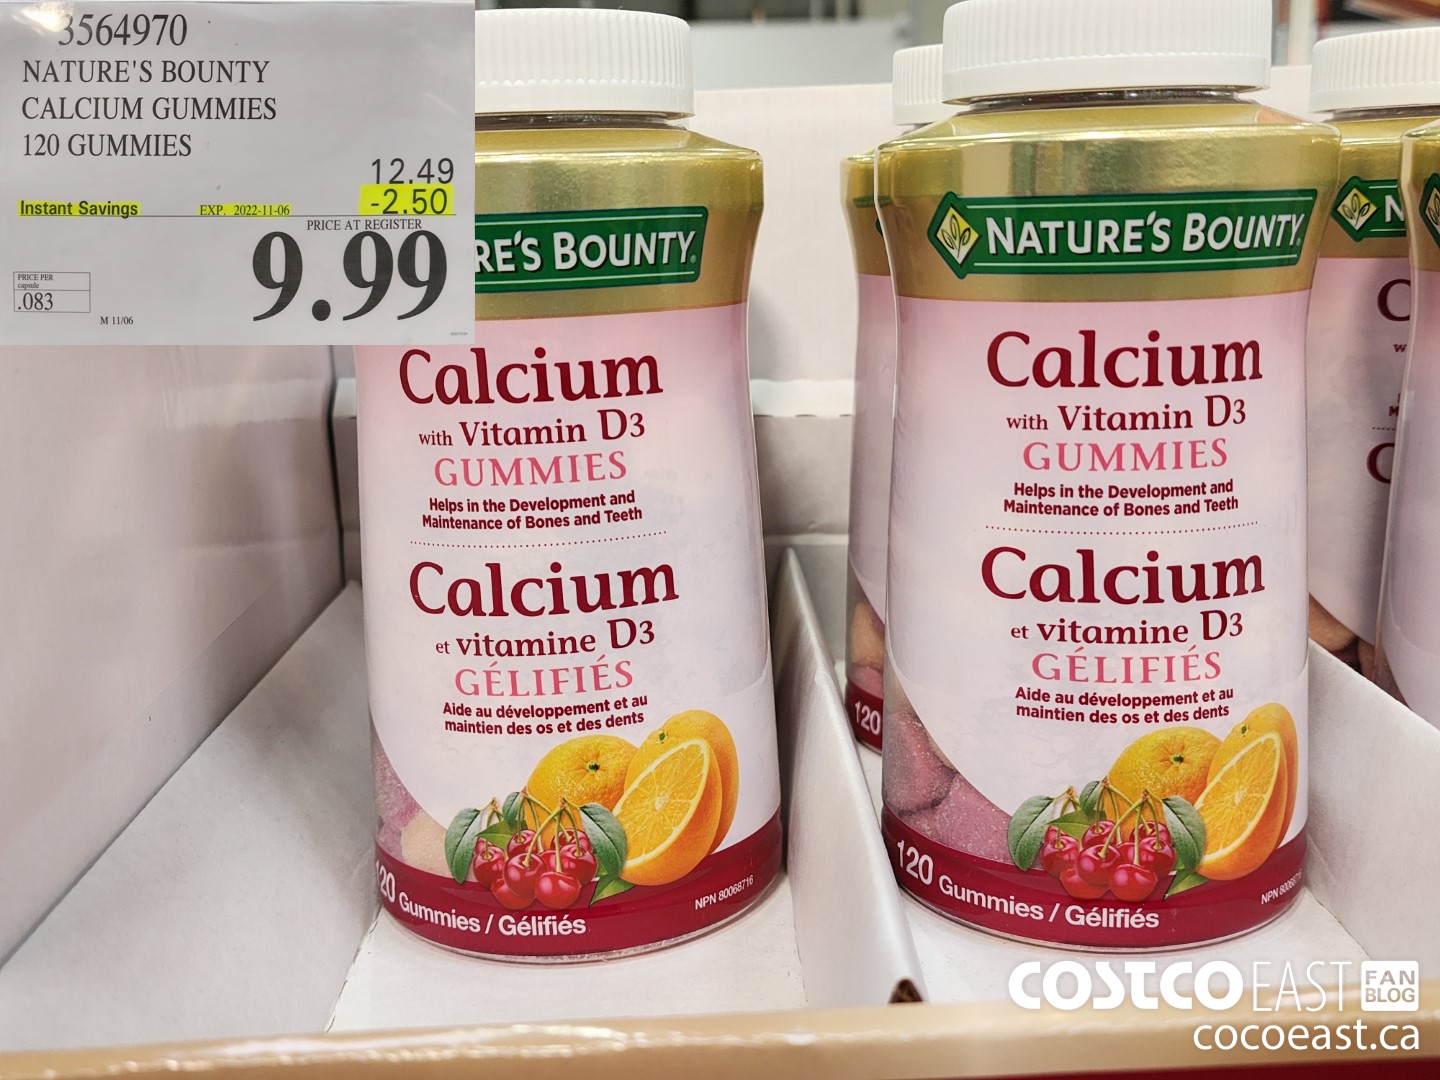 3564970
NATURE'S BOUNTY
CALCIUM GUMMIES
120 GUMMIES
12.49
Instant Savings EXP. 2022-11-06 -2.50
PRICE AT REGISTER
9.99
PRICE PER
capsule
.083
M 11/06
RE'S BOUNTY
Calcium
with Vitamin D3
GUMMIES
Helps in the Development and
Maintenance of Bones and Teeth
Calcium
et vitamine D3
GÉLIFIÉS
Aide au développement et au
maintien des os et des dents
120 Gummies / Gélifiés
NPN 80068716
120
NATURE'S BOUNTY
Calcium
with Vitamin D3
GUMMIES
Helps in the Development and
Maintenance of Bones and Teeth
Calcium
et vitamine D3
GÉLIFIÉS
Aide au développement et au
maintien des os et des dents
120 Gummies / Gélifiés
NPN 8006871
N
C
w
M
C
COSTCO EAST FAN
BLOG
cocoeast.ca